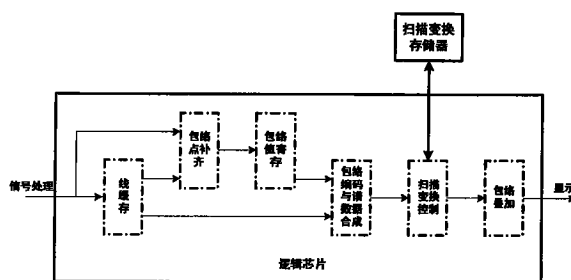 扫描变换
存储器
信号处理
线
缓
存
包络
点补
齐
包络
值寄
存
包络
编码
与谱
数据
合成
扫描
变换
控制
包络
叠加
显示
逻辑芯片